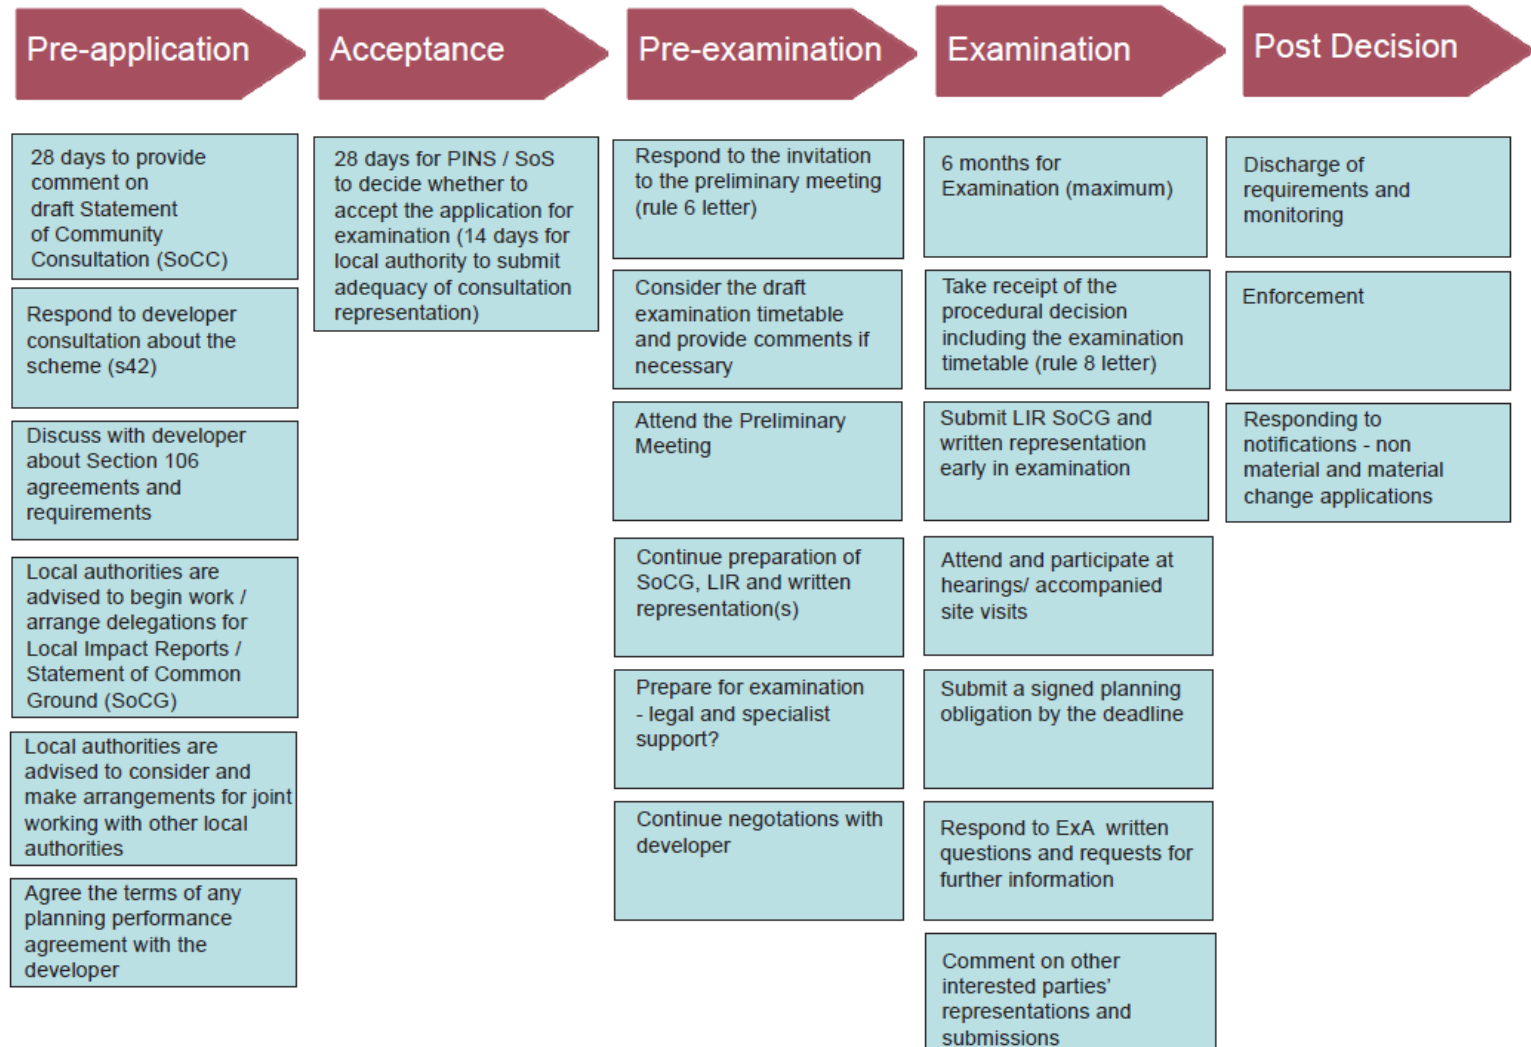 Pre-application
Acceptance
Pre-examination
Examination
Post Decision
28 days to provide
comment on
draft Statement
of Community
Consultation (SoCC)
Respond to developer
consultation about the
scheme (s42)
Discuss with developer
about Section 106
agreements and
requirements
Local authorities are
advised to begin work /
arrange delegations for
Local Impact Reports /
Statement of Common
Ground (SoCG)
Local authorities are
advised to consider and
make arrangements for joint
working with other local
authorities
Agree the terms of any
planning performance
agreement with the
developer
28 days for PINS / SoS
to decide whether to
accept the application for
examination (14 days for
local authority to submit
adequacy of consultation
representation)
Respond to the invitation
to the preliminary meeting
(rule 6 letter)
Consider the draft
examination timetable
and provide comments if
necessary
Attend the Preliminary
Meeting
Continue preparation of
SoCG, LIR and written
representation(s)
Prepare for examination
- legal and specialist
support?
Continue negotations with
developer
6 months for
Examination (maximum)
Take receipt of the
procedural decision
including the examination
timetable (rule 8 letter)
Submit LIR SoCG and
written representation
early in examination
Attend and participate at
hearings/ accompanied
site visits
Submit a signed planning
obligation by the deadline
Respond to ExA  written
questions and requests for
further information
Comment on other
interested parties’
representations and
submissions
Discharge of
requirements and
monitoring
Enforcement
Responding to
notifications - non
material and material
change applications